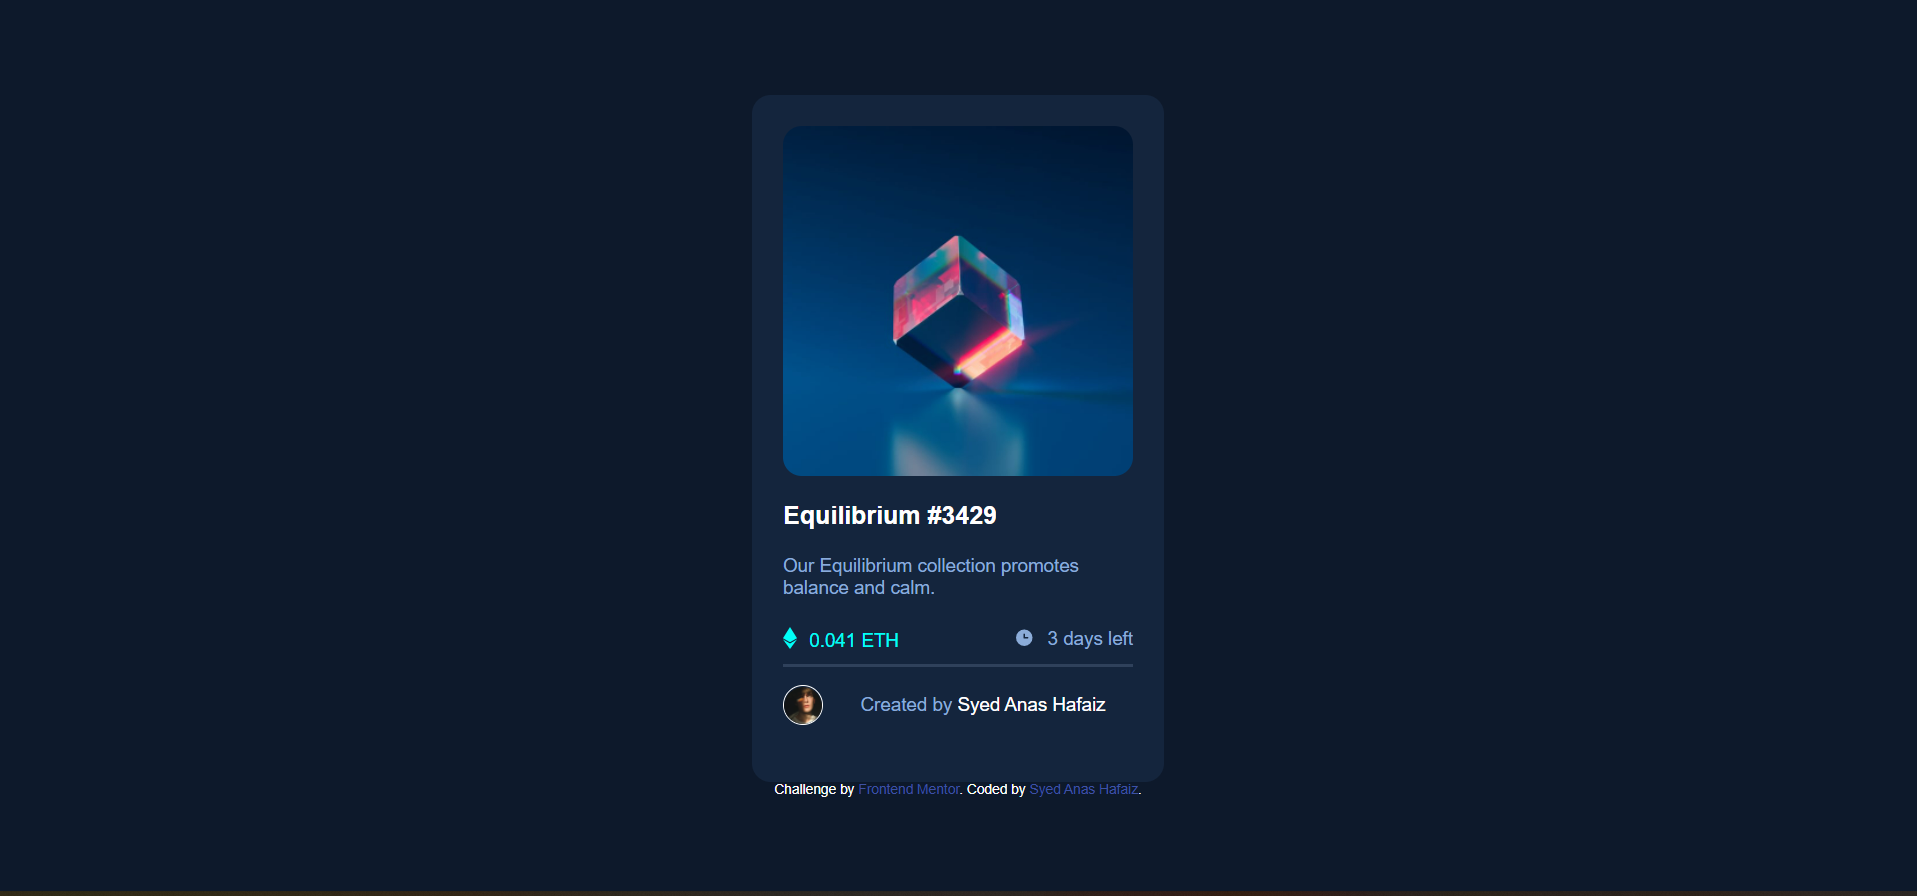 Equilibrium #3429
Our Equilibrium collection promotes
balance and calm.
0.041 ETH 3 days left
Created by Syed Anas Hafaiz
Challenge by Frontend Mentor. Coded by Syed Anas Hafaiz.